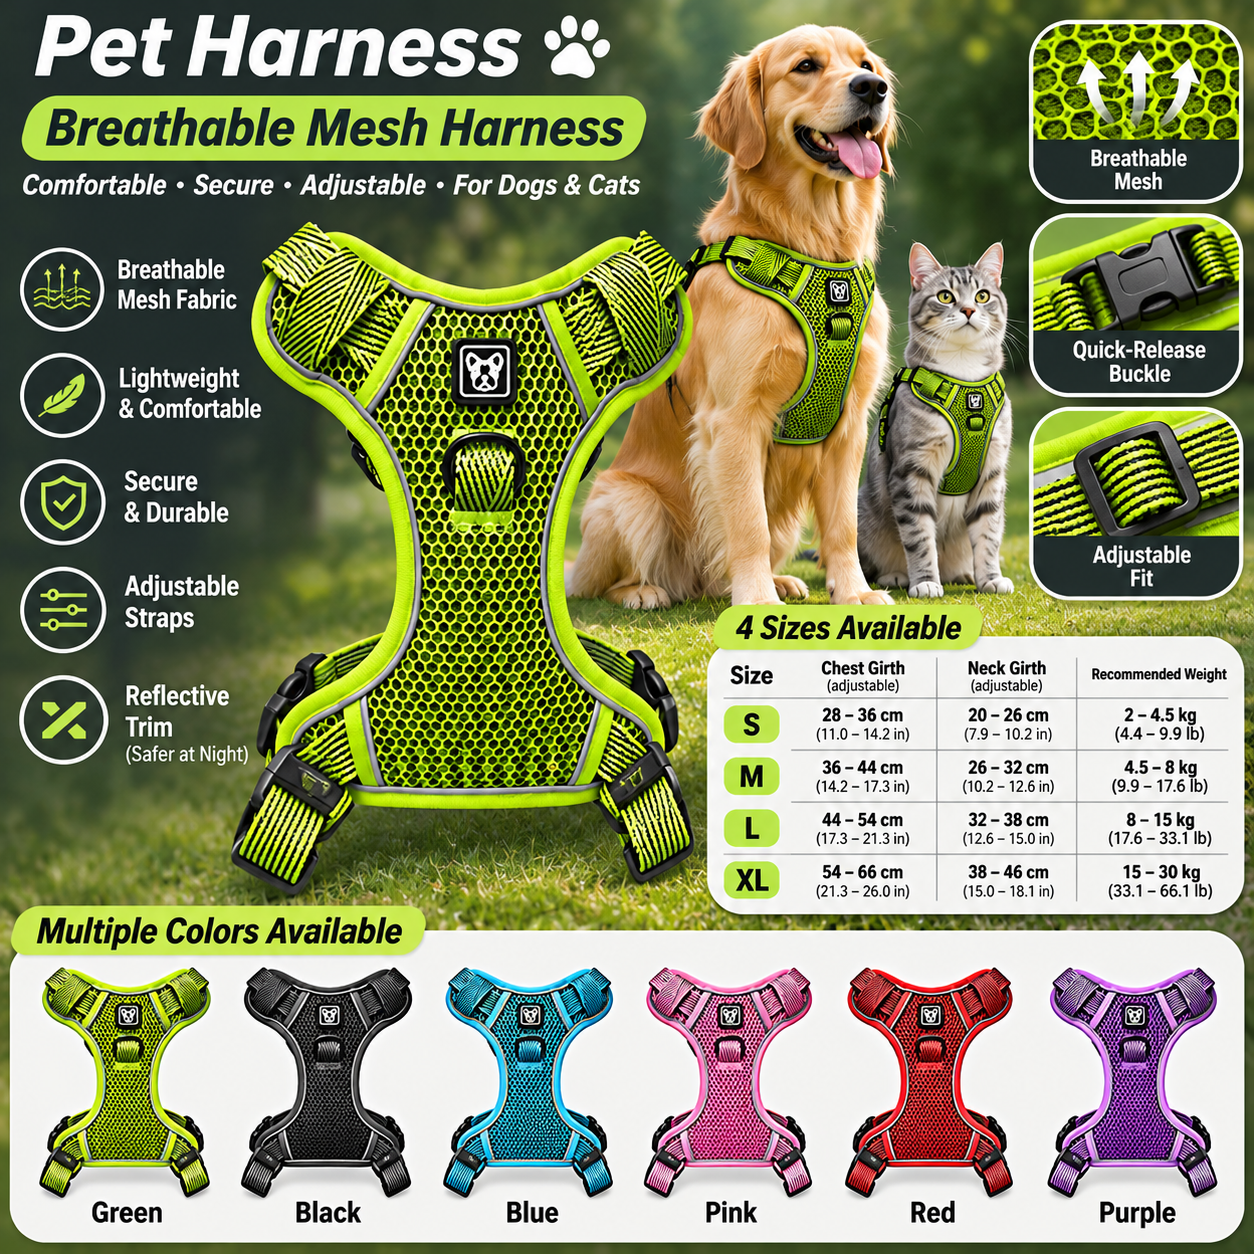 Pet Harness
Breathable Mesh Harness
Comfortable • Secure • Adjustable • For Dogs & Cats
Breathable
Mesh Fabric
Lightweight
& Comfortable
Secure
& Durable
Adjustable
Straps
Reflective
Trim
(Safer at Night)
Breathable
Mesh
Quick-Release
Buckle
Adjustable
Fit
4 Sizes Available
Size Chest Girth (adjustable) Neck Girth (adjustable) Recommended Weight
S 28 – 36 cm 20 – 26 cm 2 – 4.5 kg
(11.0 – 14.2 in) (7.9 – 10.2 in) (4.4 – 9.9 lb)
M 36 – 44 cm 26 – 32 cm 4.5 – 8 kg
(14.2 – 17.3 in) (10.2 – 12.6 in) (9.9 – 17.6 lb)
L 44 – 54 cm 32 – 38 cm 8 – 15 kg
(17.3 – 21.3 in) (12.6 – 15.0 in) (17.6 – 33.1 lb)
XL 54 – 66 cm 38 – 46 cm 15 – 30 kg
(21.3 – 26.0 in) (15.0 – 18.1 in) (33.1 – 66.1 lb)
Multiple Colors Available
Green Black Blue Pink Red Purple